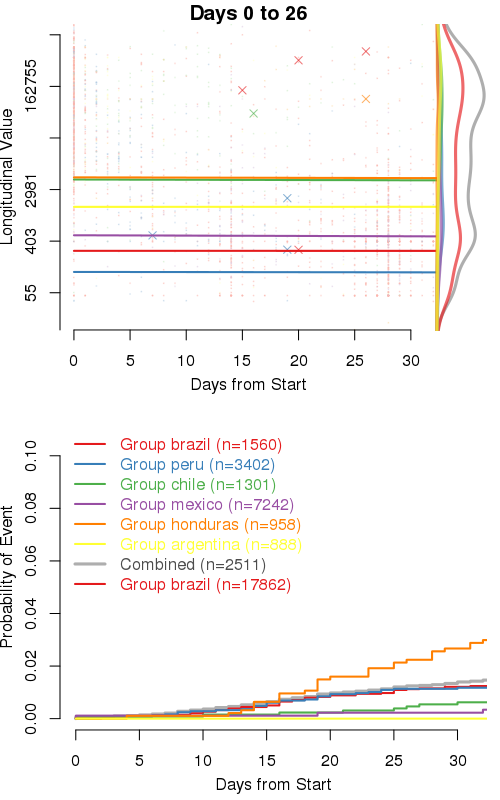 Days 0 to 26
Longitudinal Value
162755
2981
403
55
0 5 10 15 20 25 30
Days from Start
Probability of Event
0.10
0.08
0.06
0.04
0.02
0.00
Group brazil (n=1560)
Group peru (n=3402)
Group chile (n=1301)
Group mexico (n=7242)
Group honduras (n=958)
Group argentina (n=888)
Combined (n=2511)
Group brazil (n=17862)
0 5 10 15 20 25 30
Days from Start